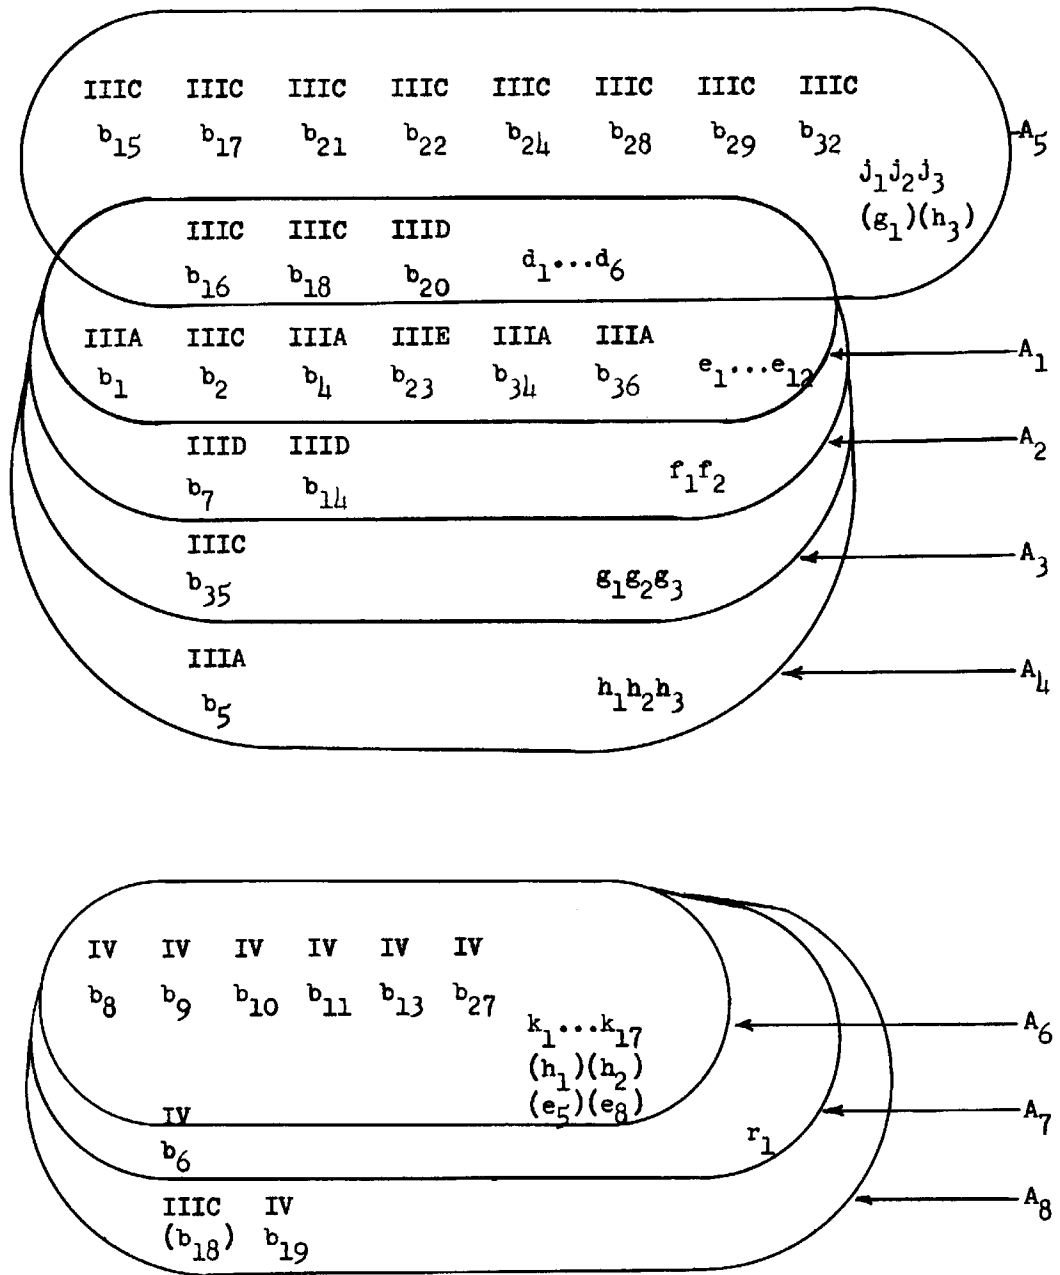 IIIC IIIC IIIC IIIC IIIC IIIC IIIC IIIC
b₁₅ b₁₇ b₂₁ b₂₂ b₂₄ b₂₈ b₂₉ b₃₂ A₅
j₁j₂j₃
(g₁)(h₃)
IIIC IIIC IIID
b₁₆ b₁₈ b₂₀ d₁...d₆
IIIA IIIC IIIA IIIE IIIA IIIA A₁
b₁ b₂ b₄ b₂₃ b₃₄ b₃₆ e₁...e₁₂
IIID IIID A₂
b₇ b₁₄ f₁f₂
IIIC A₃
b₃₅ g₁g₂g₃
IIIA A₄
b₅ h₁h₂h₃
IV IV IV IV IV IV
b₈ b₉ b₁₀ b₁₁ b₁₃ b₂₇
k₁...k₁₇ A₆
(h₁)(h₂)
(e₅)(e₈)
IV A₇
b₆ r₁
IIIC IV A₈
(b₁₈) b₁₉